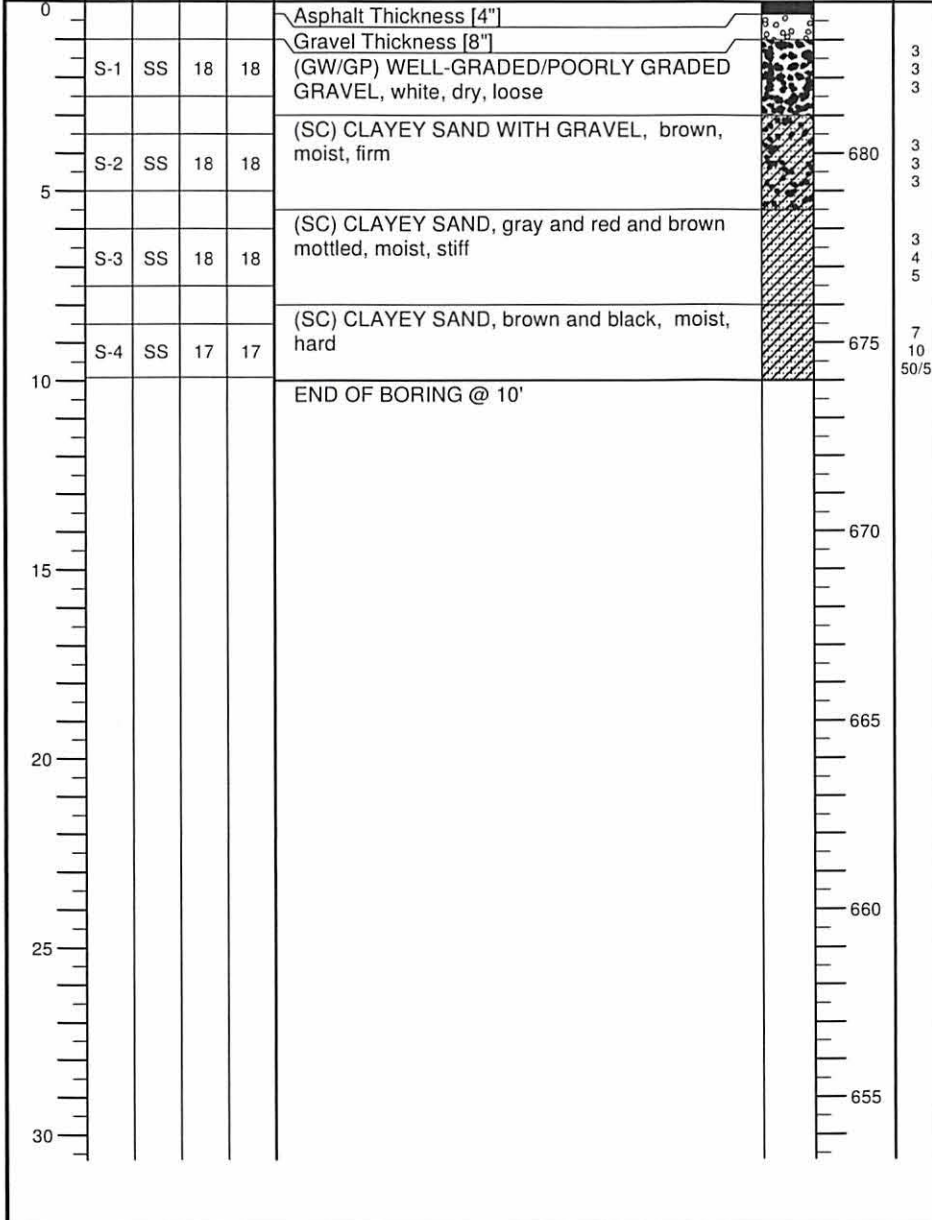 0
Asphalt Thickness [4"]
Gravel Thickness [8"]
S-1 SS 18 18 (GW/GP) WELL-GRADED/POORLY GRADED
GRAVEL, white, dry, loose
3
3
3
(SC) CLAYEY SAND WITH GRAVEL, brown,
moist, firm
S-2 SS 18 18
680
3
3
3
5
(SC) CLAYEY SAND, gray and red and brown
mottled, moist, stiff
S-3 SS 18 18
3
4
5
(SC) CLAYEY SAND, brown and black, moist,
hard
S-4 SS 17 17
675
7
10
50/5
10
END OF BORING @ 10'
670
15
665
20
660
25
655
30